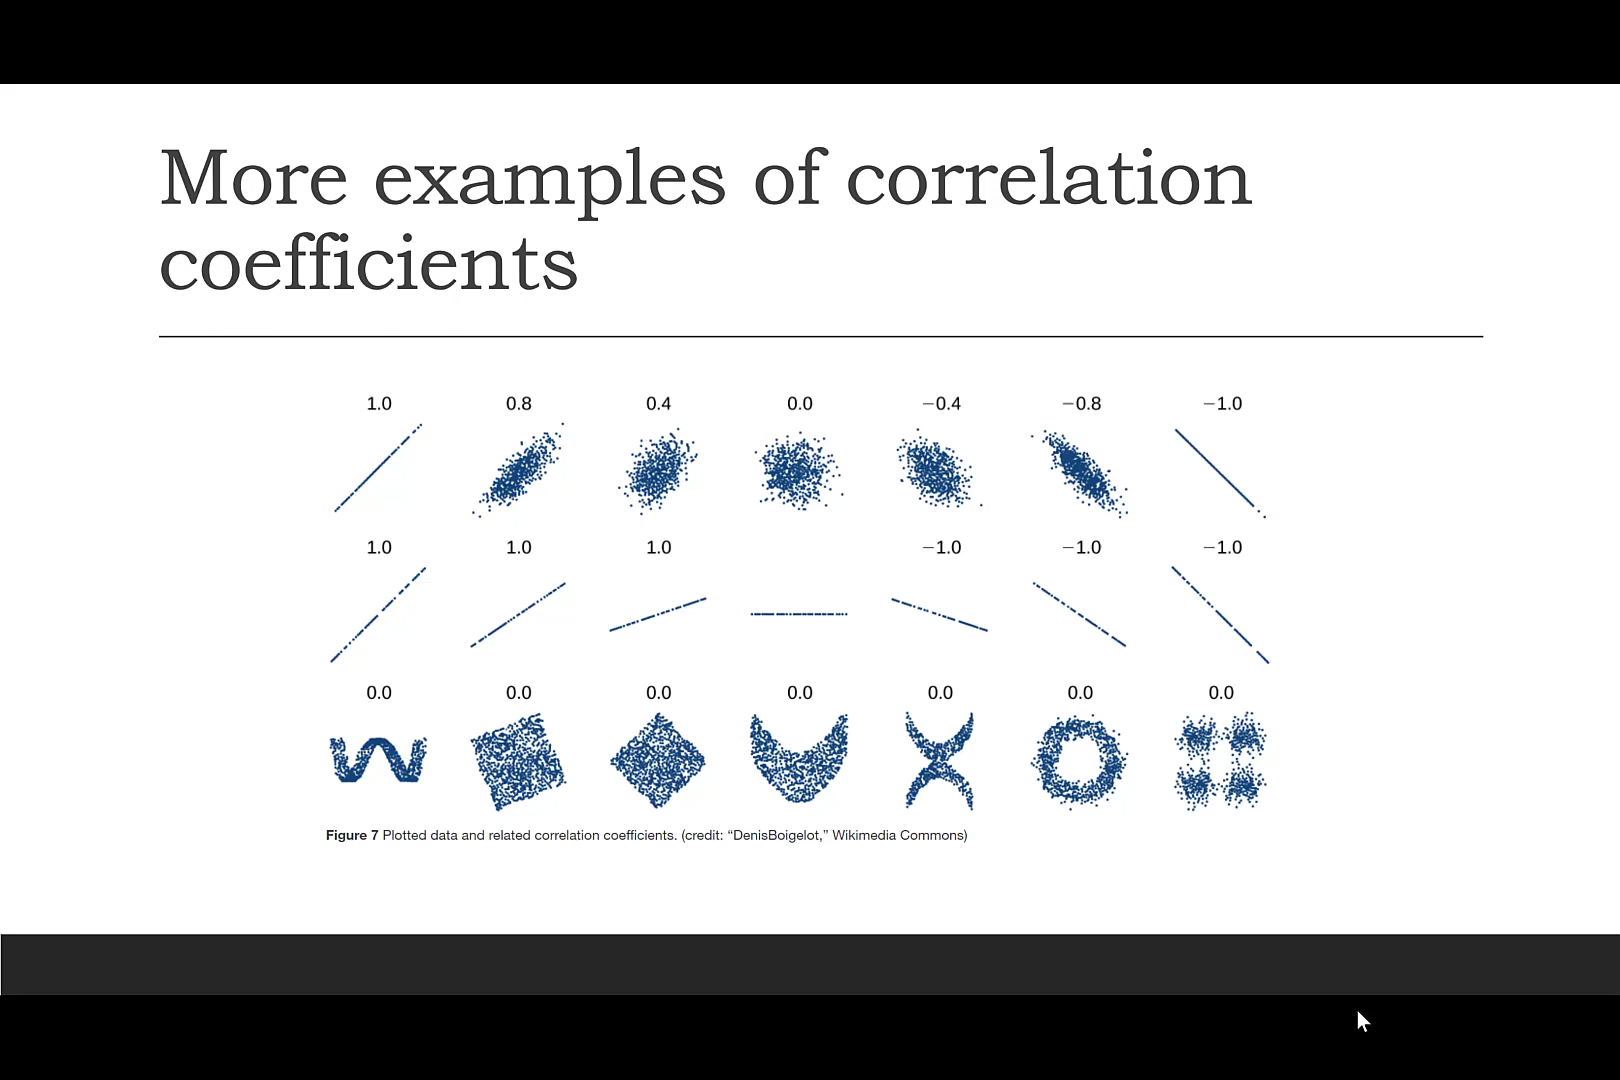 More examples of correlation
coefficients
1.0 0.8 0.4 0.0 −0.4 −0.8 −1.0
1.0 1.0 1.0 −1.0 −1.0 −1.0
0.0 0.0 0.0 0.0 0.0 0.0 0.0
Figure 7 Plotted data and related correlation coefficients. (credit: “DenisBoigelot,” Wikimedia Commons)